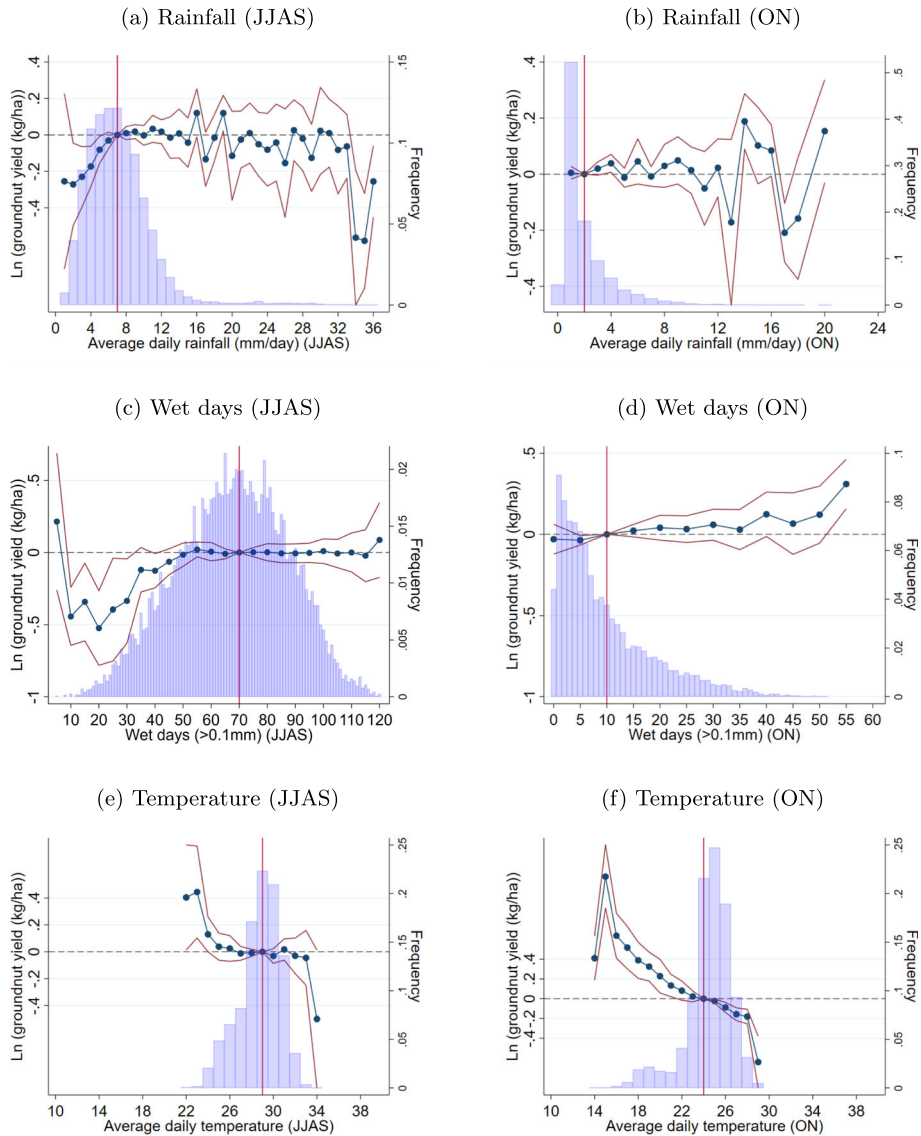 (a) Rainfall (JJAS)
Ln (groundnut yield (kg/ha))
.4
.2
0
-.2
-.4
.15
.1
.05
0
Frequency
0 4 8 12 16 20 24 28 32 36
Average daily rainfall (mm/day) (JJAS)
(b) Rainfall (ON)
Ln (groundnut yield (kg/ha))
.4
.2
0
-.2
-.4
.5
.4
.3
.2
.1
0
Frequency
0 4 8 12 16 20 24
Average daily rainfall (mm/day) (ON)
(c) Wet days (JJAS)
Ln (groundnut yield (kg/ha))
.5
0
-.5
-1
.02
.015
.01
.005
0
Frequency
10 20 30 40 50 60 70 80 90 100 110 120
Wet days (>0.1mm) (JJAS)
(d) Wet days (ON)
Ln (groundnut yield (kg/ha))
.5
0
-.5
-1
.1
.08
.06
.04
.02
0
Frequency
0 5 10 15 20 25 30 35 40 45 50 55 60
Wet days (>0.1mm) (ON)
(e) Temperature (JJAS)
Ln (groundnut yield (kg/ha))
.4
.2
0
-.2
-.4
.25
.2
.15
.1
.05
0
Frequency
10 14 18 22 26 30 34 38
Average daily temperature (JJAS)
(f) Temperature (ON)
Ln (groundnut yield (kg/ha))
.4
.2
0
-.2
-.4
.25
.2
.15
.1
.05
0
Frequency
10 14 18 22 26 30 34 38
Average daily temperature (ON)